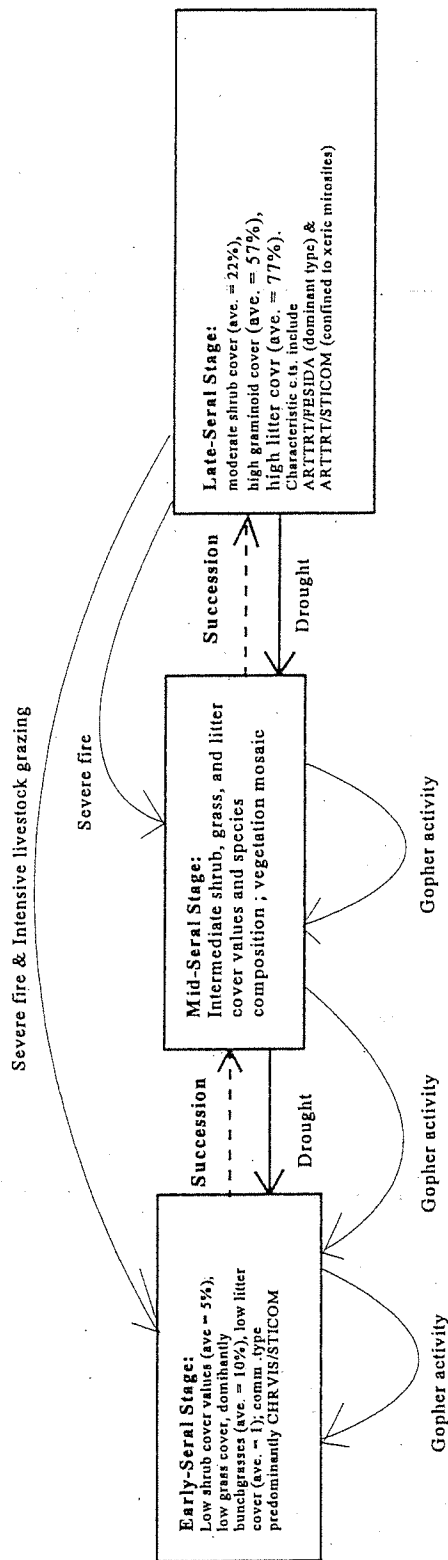 Severe fire & Intensive livestock grazing
Severe fire
Early-Seral Stage:
Low shrub cover values (ave = 5%);
low grass cover, domihantly
bunchgrasses (ave. = 10%), low litter
cover (ave. = 1); comm .type
predominantly CHRVIS/STICOM
Succession
Drought
Mid-Seral Stage:
Intermediate shrub, grass, and litter
cover values and species
composition ; vegetation mosaic
Succession
Drought
Late-Seral Stage:
moderate shrub cover (ave. = 22%),
high graminoid cover (ave. = 57%),
high litter covr (ave. = 77%).
Characteristic c.ts. include
ARTTRT/FESIDA (dominant type) &
ARTTRT/STICOM (confined to xeric mirosites)
Gopher activity
Gopher activity
Gopher activity